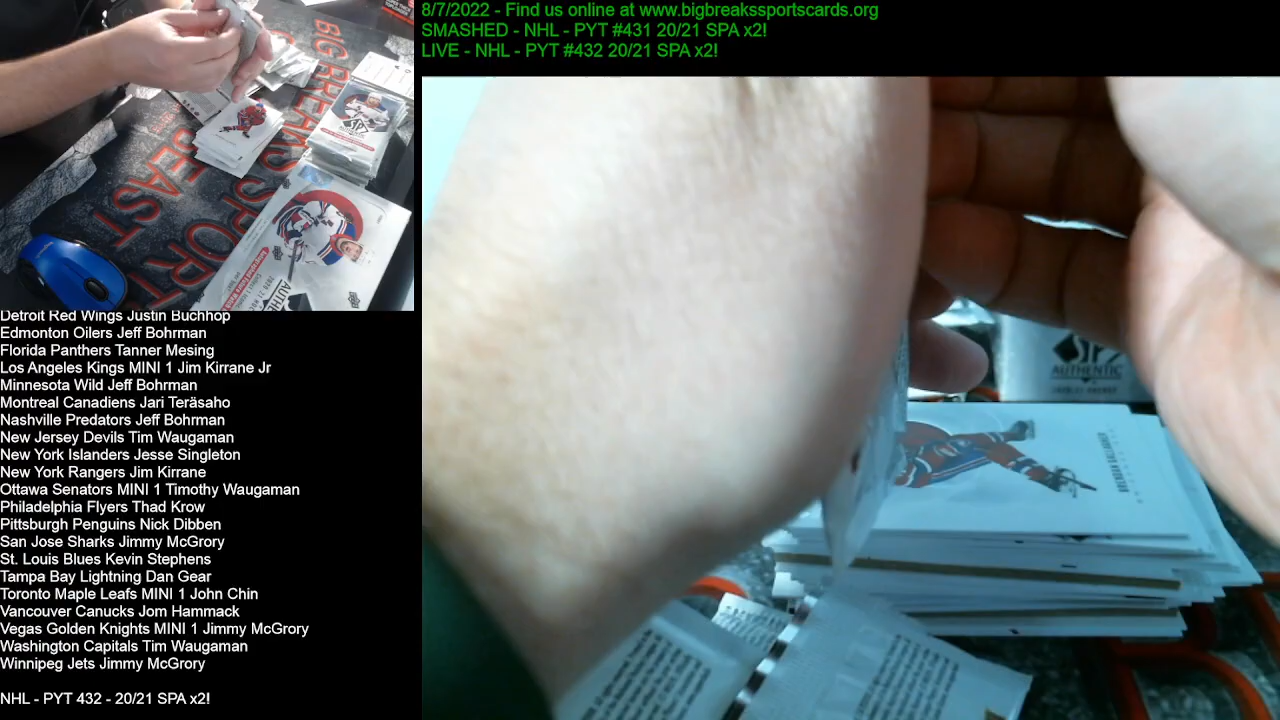 8/7/2022 - Find us online at www.bigbreakssportscards.org
SMASHED - NHL - PYT #431 20/21 SPA x2!
LIVE - NHL - PYT #432 20/21 SPA x2!
BIG BREAKS SPORTS
BEAST
AUTHENTIC
AUTHENTIC
BRENDAN GALLAGHER
Detroit Red Wings Justin Buchhop
Edmonton Oilers Jeff Bohrman
Florida Panthers Tanner Mesing
Los Angeles Kings MINI 1 Jim Kirrane Jr
Minnesota Wild Jeff Bohrman
Montreal Canadiens Jari Teräsaho
Nashville Predators Jeff Bohrman
New Jersey Devils Tim Waugaman
New York Islanders Jesse Singleton
New York Rangers Jim Kirrane
Ottawa Senators MINI 1 Timothy Waugaman
Philadelphia Flyers Thad Krow
Pittsburgh Penguins Nick Dibben
San Jose Sharks Jimmy McGrory
St. Louis Blues Kevin Stephens
Tampa Bay Lightning Dan Gear
Toronto Maple Leafs MINI 1 John Chin
Vancouver Canucks Jom Hammack
Vegas Golden Knights MINI 1 Jimmy McGrory
Washington Capitals Tim Waugaman
Winnipeg Jets Jimmy McGrory
NHL - PYT 432 - 20/21 SPA x2!